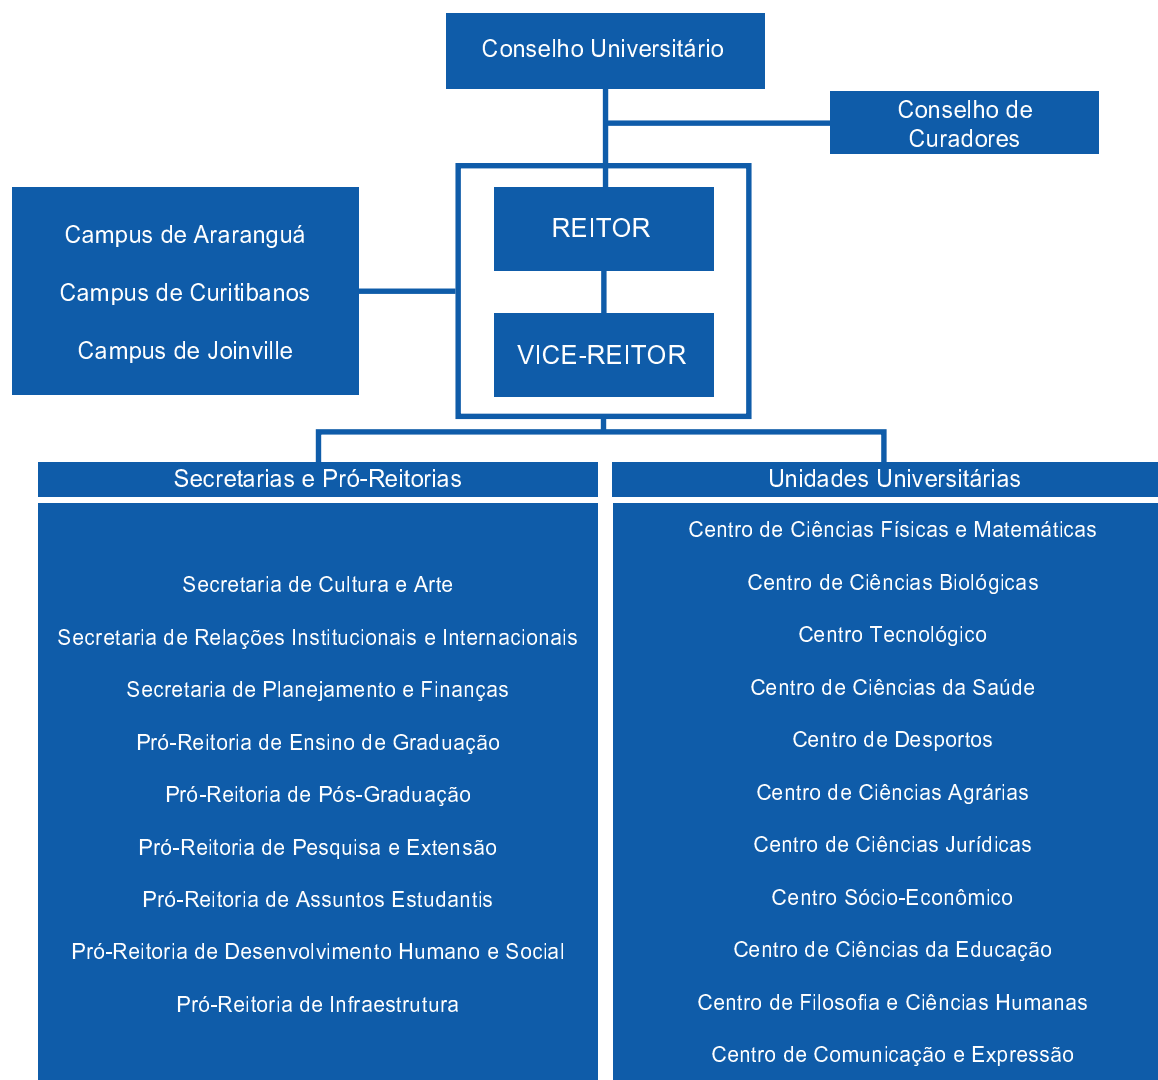 Conselho Universitário
Conselho de
Curadores
Campus de Araranguá
Campus de Curitibanos
Campus de Joinville
REITOR
VICE-REITOR
Secretarias e Pró-Reitorias
Secretaria de Cultura e Arte
Secretaria de Relações Institucionais e Internacionais
Secretaria de Planejamento e Finanças
Pró-Reitoria de Ensino de Graduação
Pró-Reitoria de Pós-Graduação
Pró-Reitoria de Pesquisa e Extensão
Pró-Reitoria de Assuntos Estudantis
Pró-Reitoria de Desenvolvimento Humano e Social
Pró-Reitoria de Infraestrutura
Unidades Universitárias
Centro de Ciências Físicas e Matemáticas
Centro de Ciências Biológicas
Centro Tecnológico
Centro de Ciências da Saúde
Centro de Desportos
Centro de Ciências Agrárias
Centro de Ciências Jurídicas
Centro Sócio-Econômico
Centro de Ciências da Educação
Centro de Filosofia e Ciências Humanas
Centro de Comunicação e Expressão